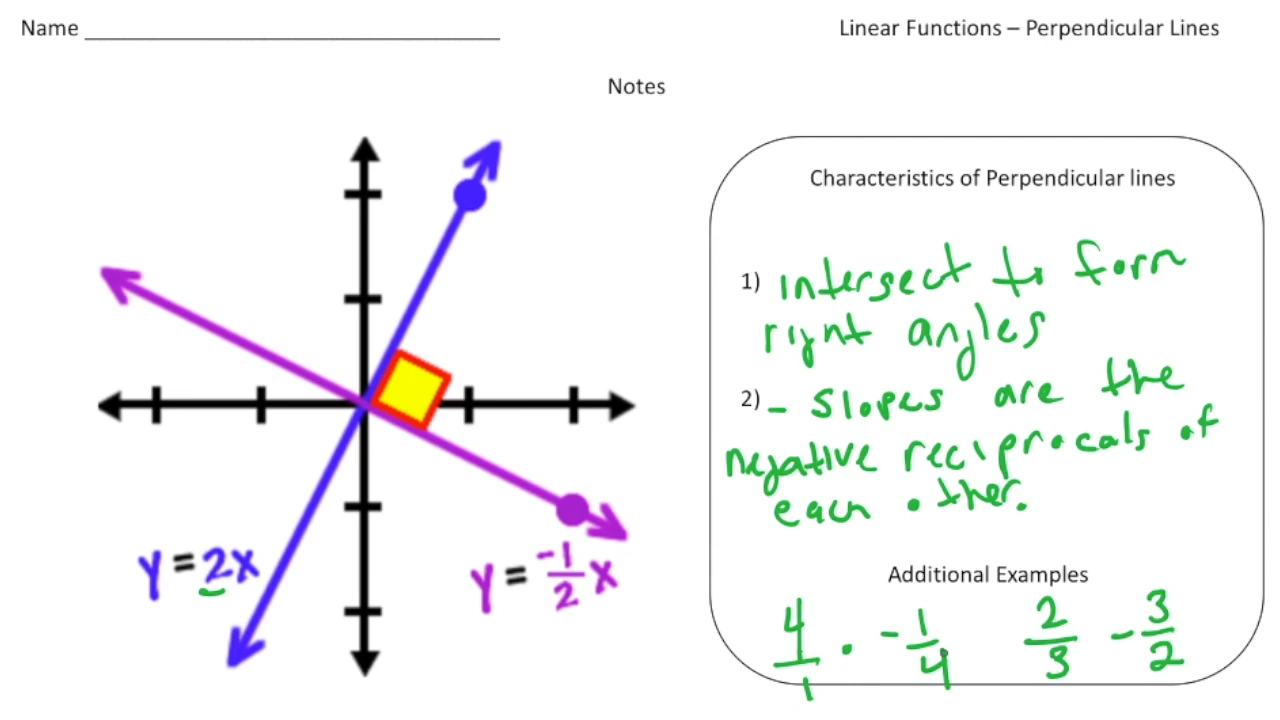 Name
Linear Functions – Perpendicular Lines
Notes
Characteristics of Perpendicular lines
1) intersect to form
right angles
2) - slopes are the
negative reciprocals of
each other.
Additional Examples
4/1 · -1/4 2/3 -3/2
y = 2x
y = -1/2 x